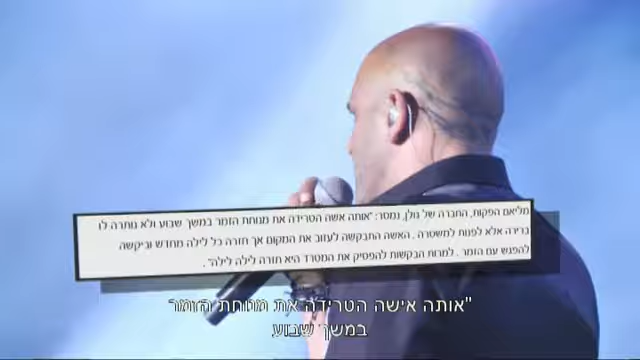 מליאם הפקות, החברה של גולן, נמסר: "אותה אשה הטרידה את מנוחת הזמר במשך שבוע ולא נותרה לו
ברירה אלא לפנות למשטרה . האשה התבקשה לעזוב את המקום אך חזרה כל לילה מחדש וביקשה
להפגש עם הזמר . למרות הבקשות להפסיק את המטרד היא חזרה לילה לילה" .
"אותה אישה הטרידה את מנוחת הזמר
במשך שבוע